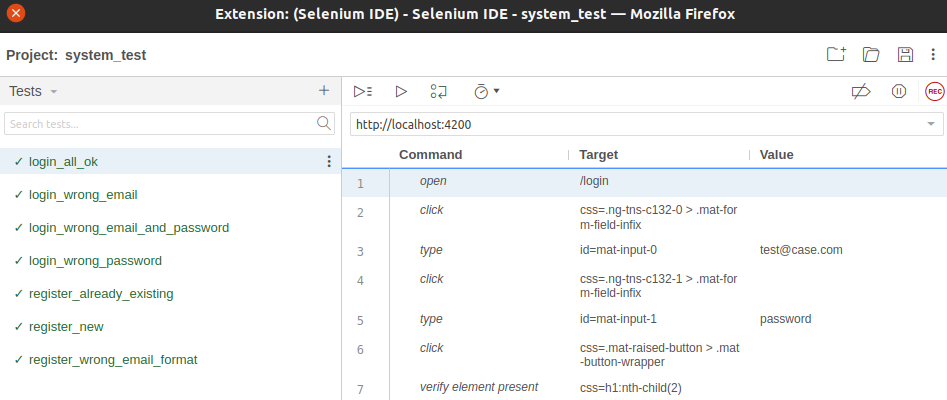 Extension: (Selenium IDE) - Selenium IDE - system_test — Mozilla Firefox
Project: system_test
Tests
Search tests...
✓ login_all_ok
✓ login_wrong_email
✓ login_wrong_email_and_password
✓ login_wrong_password
✓ register_already_existing
✓ register_new
✓ register_wrong_email_format
REC
http://localhost:4200
Command Target Value
1 open /login
2 click css=.ng-tns-c132-0 > .mat-for
m-field-infix
3 type id=mat-input-0 test@case.com
4 click css=.ng-tns-c132-1 > .mat-for
m-field-infix
5 type id=mat-input-1 password
6 click css=.mat-raised-button > .mat
-button-wrapper
7 verify element present css=h1:nth-child(2)